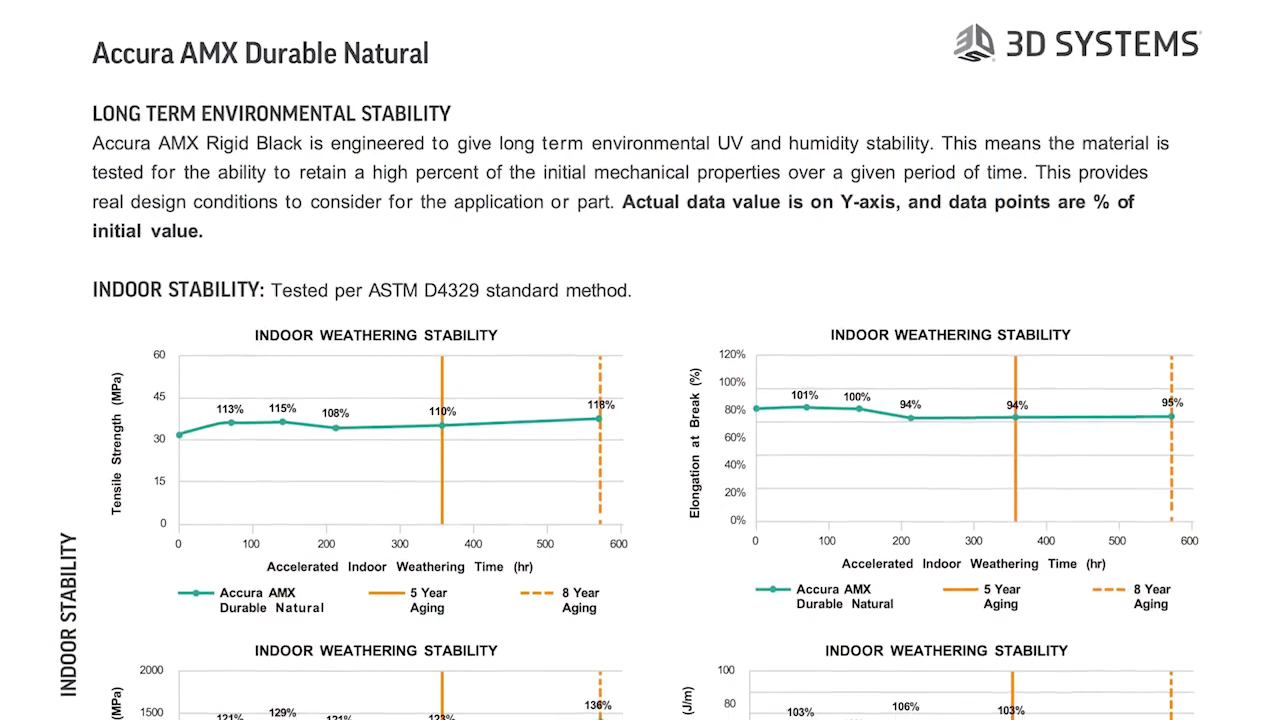 Accura AMX Durable Natural
3D SYSTEMS
LONG TERM ENVIRONMENTAL STABILITY
Accura AMX Rigid Black is engineered to give long term environmental UV and humidity stability. This means the material is
tested for the ability to retain a high percent of the initial mechanical properties over a given period of time. This provides
real design conditions to consider for the application or part. Actual data value is on Y-axis, and data points are % of
initial value.
INDOOR STABILITY: Tested per ASTM D4329 standard method.
INDOOR STABILITY
INDOOR WEATHERING STABILITY
Tensile Strength (MPa)
60
45
30
15
0
113%
115%
108%
110%
118%
0 100 200 300 400 500 600
Accelerated Indoor Weathering Time (hr)
Accura AMX
Durable Natural
5 Year
Aging
8 Year
Aging
INDOOR WEATHERING STABILITY
Elongation at Break (%)
120%
100%
80%
60%
40%
20%
0%
101%
100%
94%
94%
95%
0 100 200 300 400 500 600
Accelerated Indoor Weathering Time (hr)
Accura AMX
Durable Natural
5 Year
Aging
8 Year
Aging
INDOOR WEATHERING STABILITY
(MPa)
2000
1500
121%
129%
121%
123%
136%
INDOOR WEATHERING STABILITY
(J/m)
100
80
103%
106%
103%